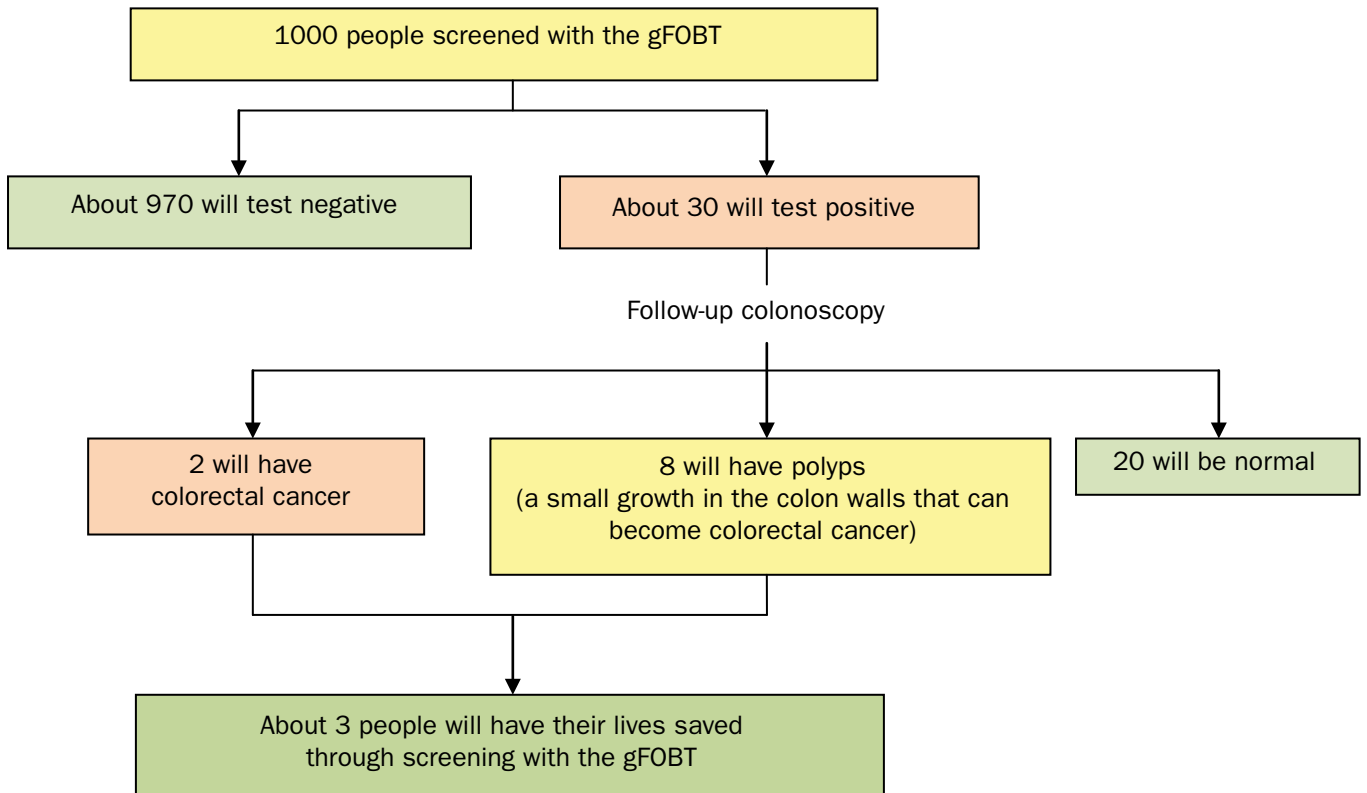 1000 people screened with the gFOBT
About 970 will test negative
About 30 will test positive
Follow-up colonoscopy
2 will have
colorectal cancer
8 will have polyps
(a small growth in the colon walls that can
become colorectal cancer)
20 will be normal
About 3 people will have their lives saved
through screening with the gFOBT